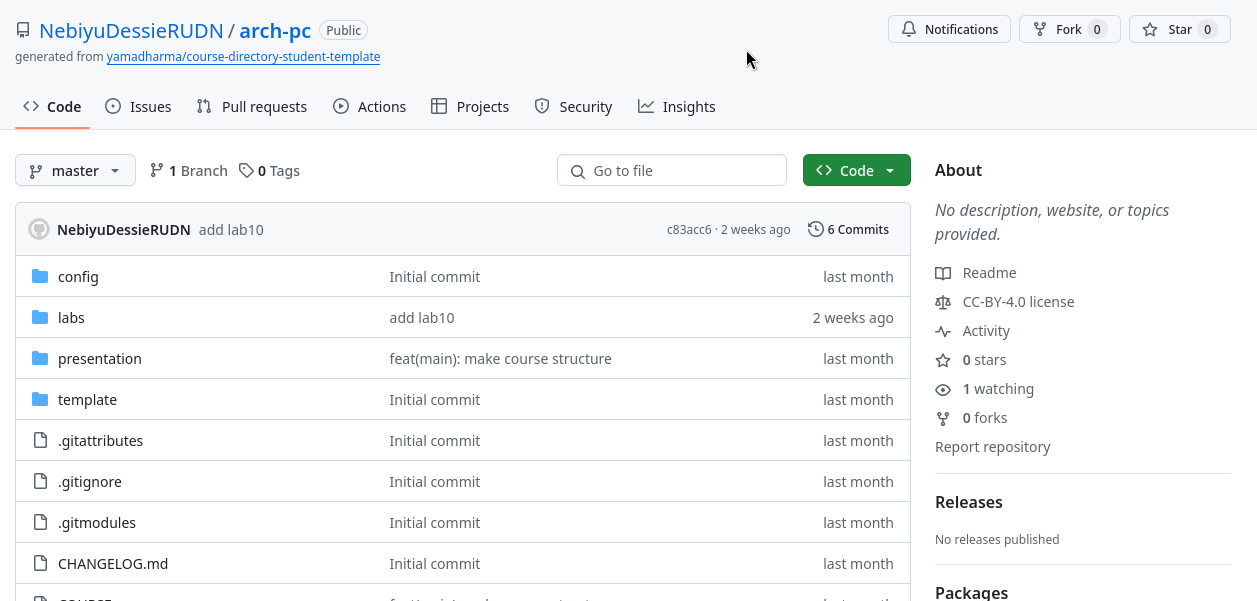 NebiyuDessieRUDN / arch-pc Public
Notifications Fork 0 Star 0
generated from yamadharma/course-directory-student-template
Code Issues Pull requests Actions Projects Security Insights
master 1 Branch 0 Tags Go to file Code
NebiyuDessieRUDN add lab10 c83acc6 · 2 weeks ago 6 Commits
config Initial commit last month
labs add lab10 2 weeks ago
presentation feat(main): make course structure last month
template Initial commit last month
.gitattributes Initial commit last month
.gitignore Initial commit last month
.gitmodules Initial commit last month
CHANGELOG.md Initial commit last month
About
No description, website, or topics
provided.
Readme
CC-BY-4.0 license
Activity
0 stars
1 watching
0 forks
Report repository
Releases
No releases published
Packages